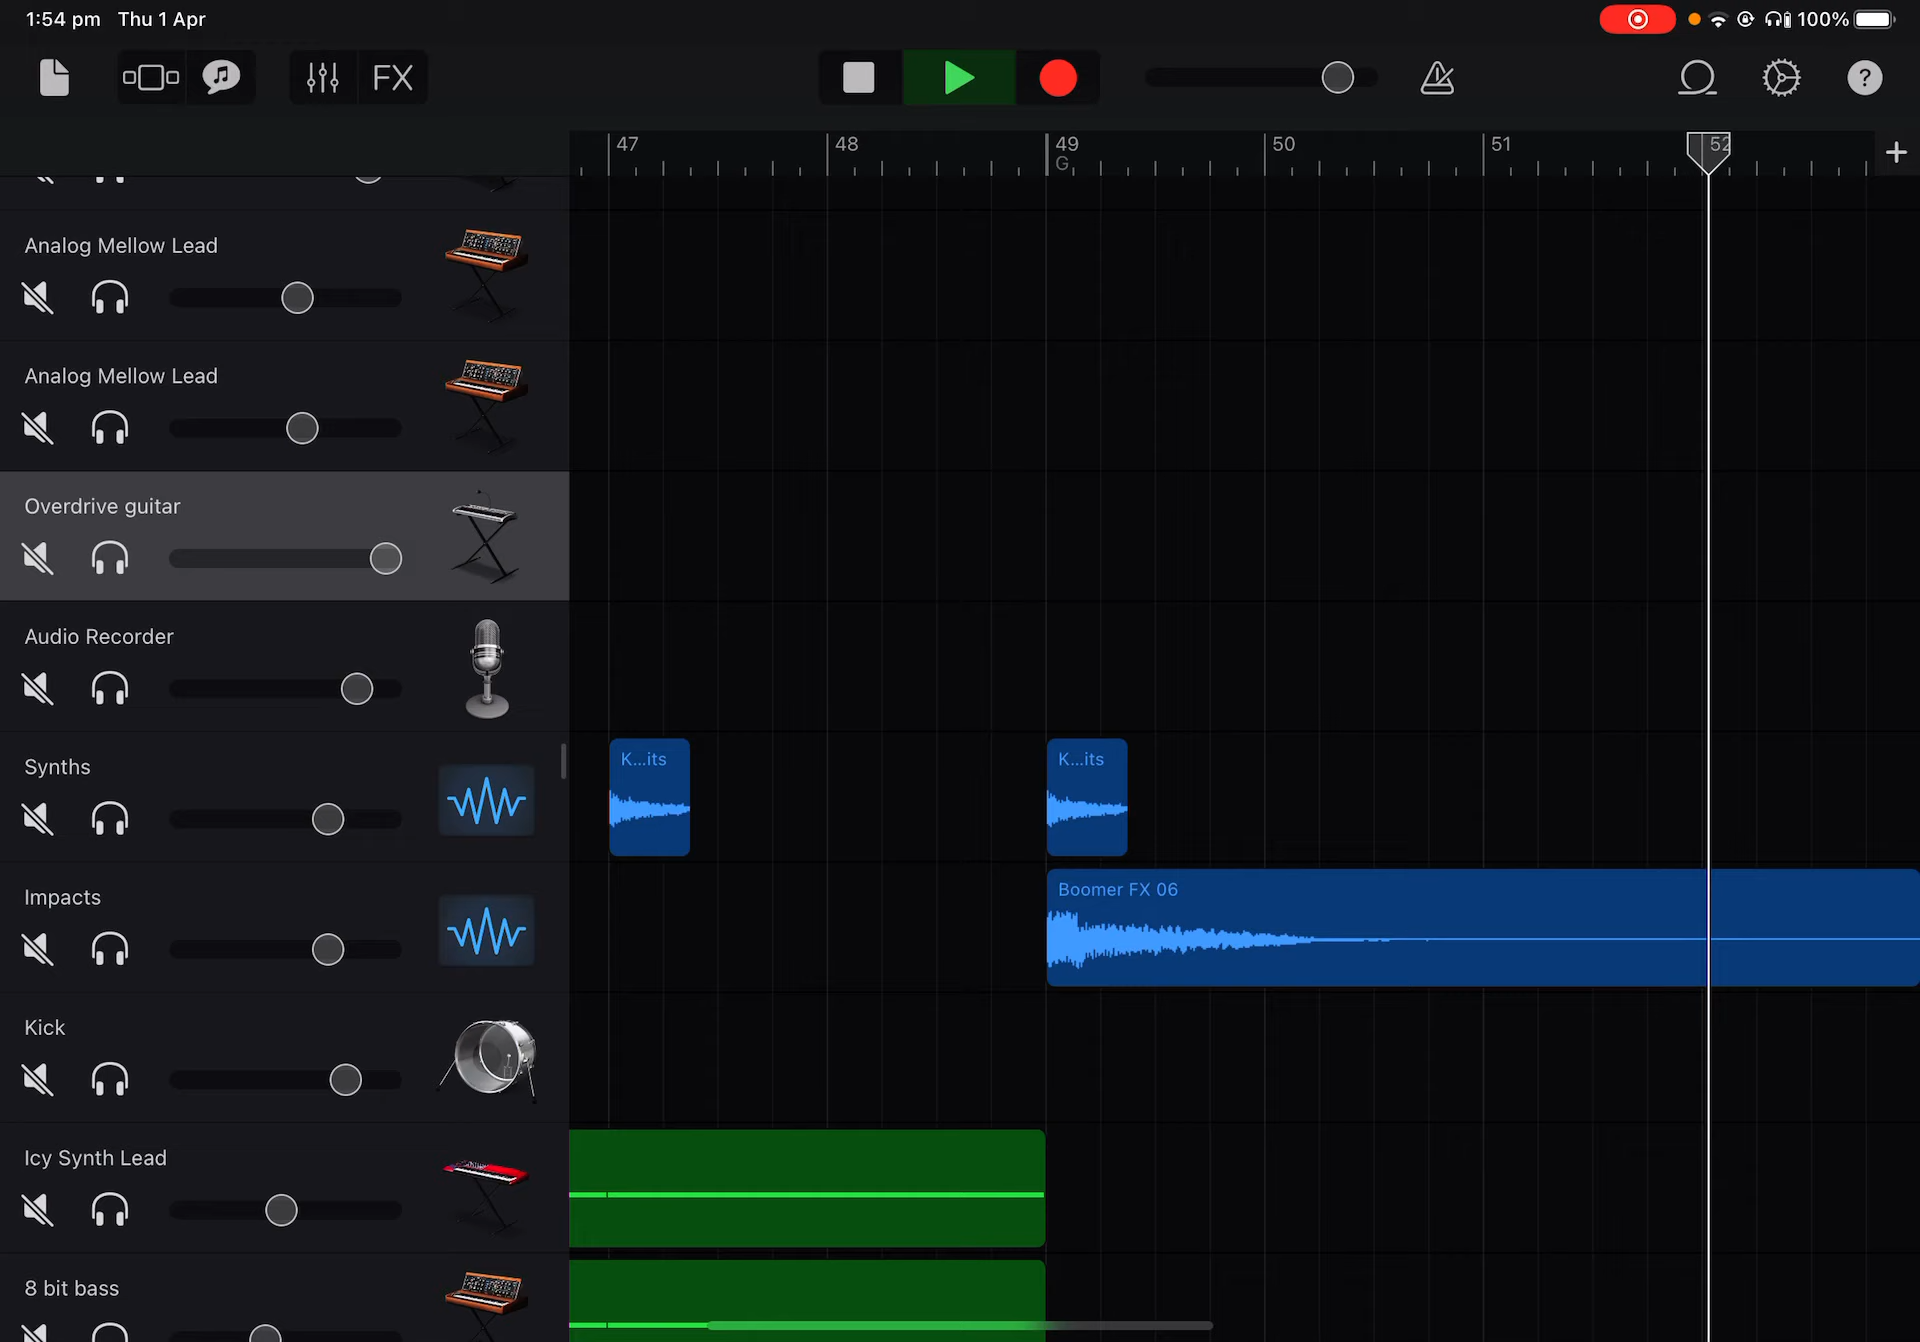 1:54 pm Thu 1 Apr
100%
FX
47
48
49
50
51
52
G
Analog Mellow Lead
Analog Mellow Lead
Overdrive guitar
Audio Recorder
Synths
K...its
K...its
Impacts
Boomer FX 06
Kick
Icy Synth Lead
8 bit bass